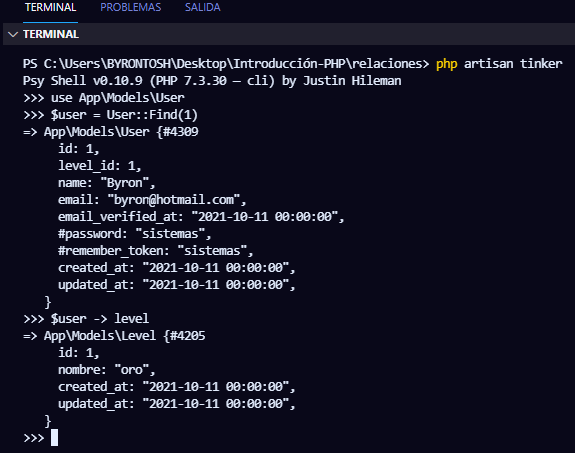 TERMINAL PROBLEMAS SALIDA
TERMINAL
PS C:\Users\BYRONTOSH\Desktop\Introducción-PHP\relaciones> php artisan tinker
Psy Shell v0.10.9 (PHP 7.3.30 — cli) by Justin Hileman
>>> use App\Models\User
>>> $user = User::Find(1)
=> App\Models\User {#4309
id: 1,
level_id: 1,
name: "Byron",
email: "byron@hotmail.com",
email_verified_at: "2021-10-11 00:00:00",
#password: "sistemas",
#remember_token: "sistemas",
created_at: "2021-10-11 00:00:00",
updated_at: "2021-10-11 00:00:00",
}
>>> $user -> level
=> App\Models\Level {#4205
id: 1,
nombre: "oro",
created_at: "2021-10-11 00:00:00",
updated_at: "2021-10-11 00:00:00",
}
>>>